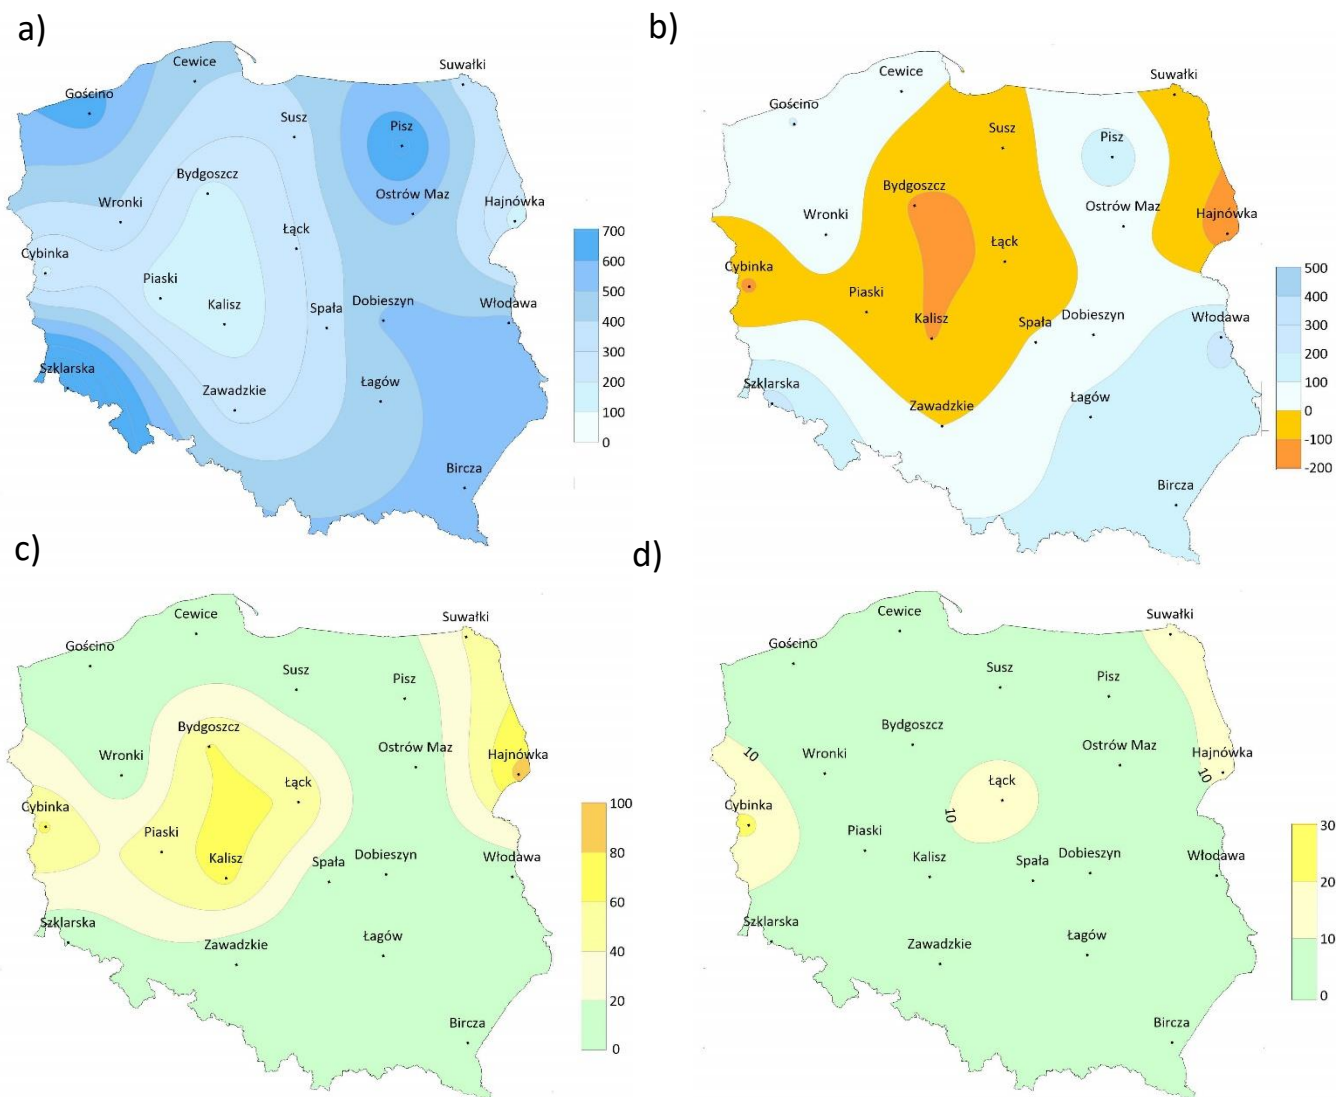 a)
Cewice
Suwałki
Gościno
Susz
Pisz
Bydgoszcz
Ostrów Maz
Wronki
Hajnówka
Łąck
Cybinka
Piaski
Kalisz
Spała
Dobieszyn
Włodawa
Szklarska
Zawadzkie
Łagów
Bircza
700
600
500
400
300
200
100
0
b)
Cewice
Suwałki
Gościno
Susz
Pisz
Bydgoszcz
Ostrów Maz
Wronki
Hajnówka
Łąck
Cybinka
Piaski
Kalisz
Spała
Dobieszyn
Włodawa
Szklarska
Zawadzkie
Łagów
Bircza
500
400
300
200
100
0
-100
-200
c)
Cewice
Suwałki
Gościno
Susz
Pisz
Bydgoszcz
Ostrów Maz
Wronki
Hajnówka
Łąck
Cybinka
Piaski
Kalisz
Spała
Dobieszyn
Włodawa
Szklarska
Zawadzkie
Łagów
Bircza
100
80
60
40
20
0
d)
Cewice
Suwałki
Gościno
Susz
Pisz
Bydgoszcz
Ostrów Maz
Wronki
10
Hajnówka
10
Łąck
10
Cybinka
Piaski
Kalisz
Spała
Dobieszyn
Włodawa
Szklarska
Zawadzkie
Łagów
Bircza
30
20
10
0